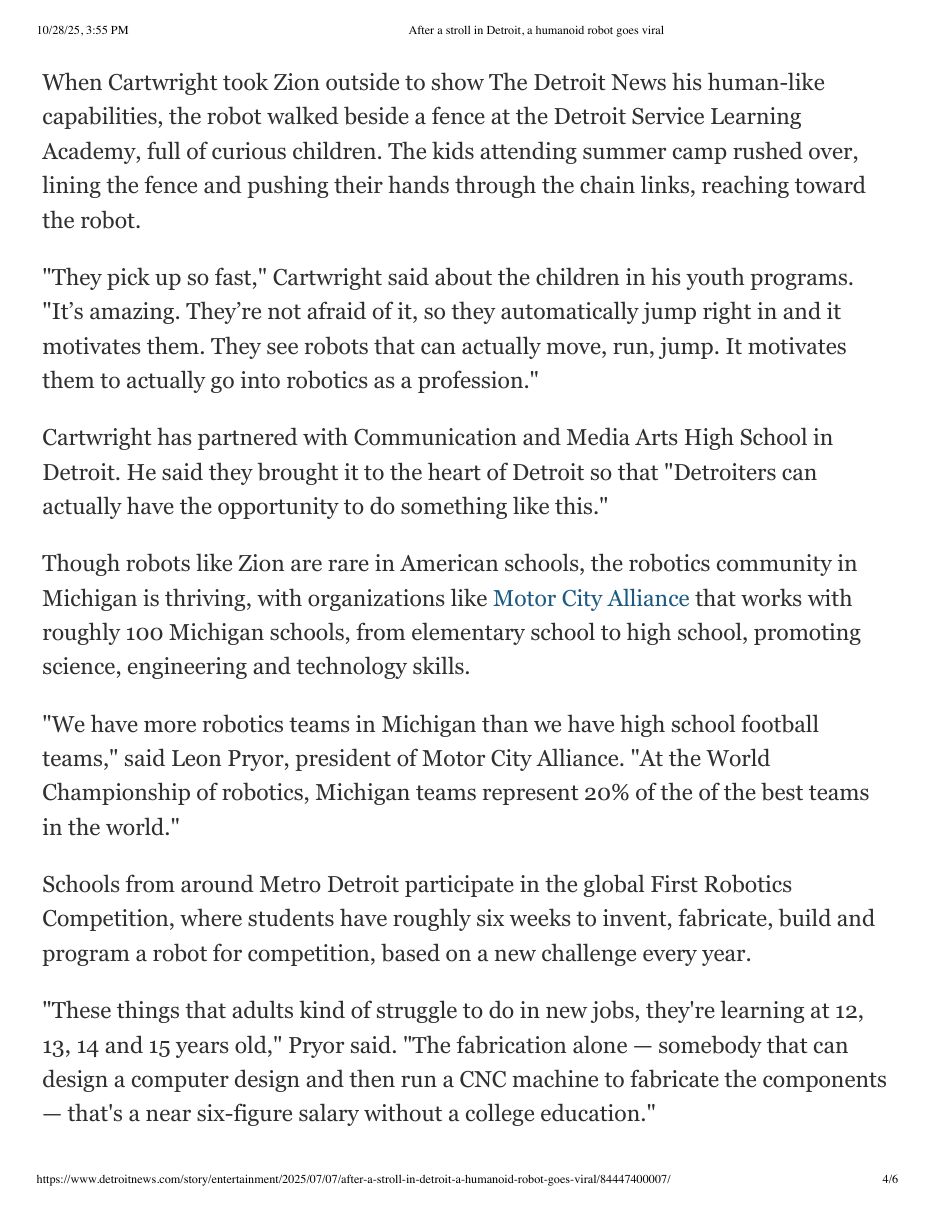 10/28/25, 3:55 PM
After a stroll in Detroit, a humanoid robot goes viral
When Cartwright took Zion outside to show The Detroit News his human-like
capabilities, the robot walked beside a fence at the Detroit Service Learning
Academy, full of curious children. The kids attending summer camp rushed over,
lining the fence and pushing their hands through the chain links, reaching toward
the robot.
"They pick up so fast," Cartwright said about the children in his youth programs.
"It’s amazing. They’re not afraid of it, so they automatically jump right in and it
motivates them. They see robots that can actually move, run, jump. It motivates
them to actually go into robotics as a profession."
Cartwright has partnered with Communication and Media Arts High School in
Detroit. He said they brought it to the heart of Detroit so that "Detroiters can
actually have the opportunity to do something like this."
Though robots like Zion are rare in American schools, the robotics community in
Michigan is thriving, with organizations like Motor City Alliance that works with
roughly 100 Michigan schools, from elementary school to high school, promoting
science, engineering and technology skills.
"We have more robotics teams in Michigan than we have high school football
teams," said Leon Pryor, president of Motor City Alliance. "At the World
Championship of robotics, Michigan teams represent 20% of the of the best teams
in the world."
Schools from around Metro Detroit participate in the global First Robotics
Competition, where students have roughly six weeks to invent, fabricate, build and
program a robot for competition, based on a new challenge every year.
"These things that adults kind of struggle to do in new jobs, they're learning at 12,
13, 14 and 15 years old," Pryor said. "The fabrication alone — somebody that can
design a computer design and then run a CNC machine to fabricate the components
— that's a near six-figure salary without a college education."
https://www.detroitnews.com/story/entertainment/2025/07/07/after-a-stroll-in-detroit-a-humanoid-robot-goes-viral/84447400007/
4/6